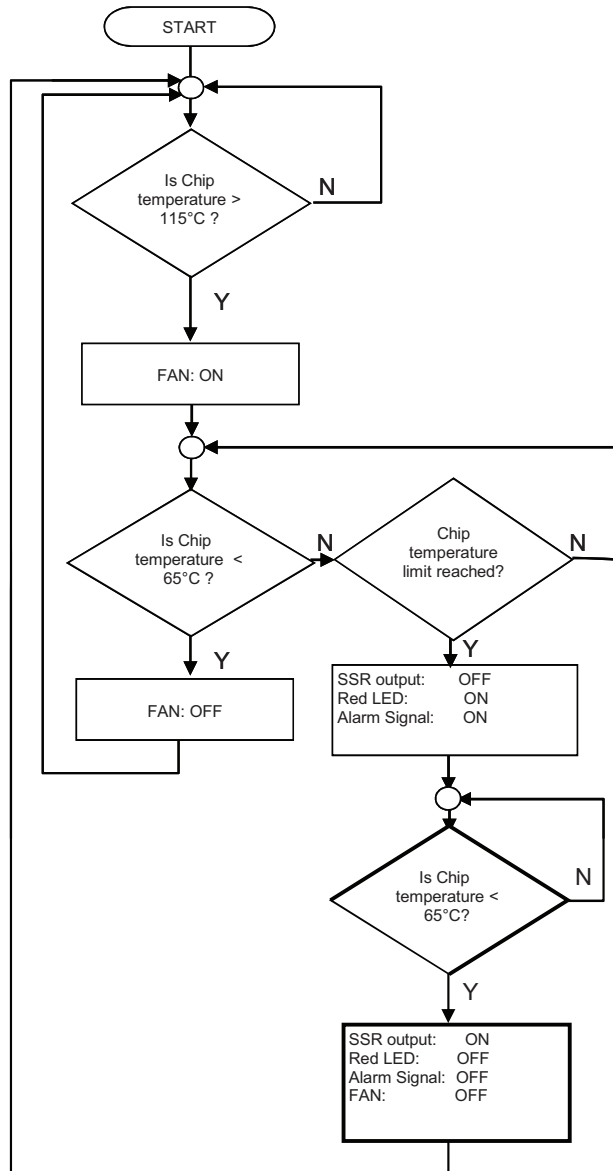 START
Is Chip
temperature >
115°C ?
N
Y
FAN: ON
Is Chip
temperature <
65°C ?
N
Y
FAN: OFF
Chip
temperature
limit reached?
N
Y
SSR output: OFF
Red LED: ON
Alarm Signal: ON
Is Chip
temperature <
65°C?
N
Y
SSR output: ON
Red LED: OFF
Alarm Signal: OFF
FAN: OFF